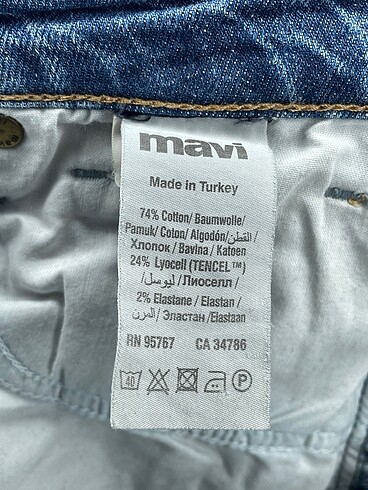 mavi
Made in Turkey
74% Cotton/ Baumwolle/
Pamuk/ Coton/ Algodón/ القطن/
Хлопок / Bavina / Katoen
24% Lyocell (TENCEL™)
/ليوسل/ Лиоселл /
2% Elastane / Elastan /
المرن/ Эластан /Elastaan
RN 95767 CA 34786
40 P